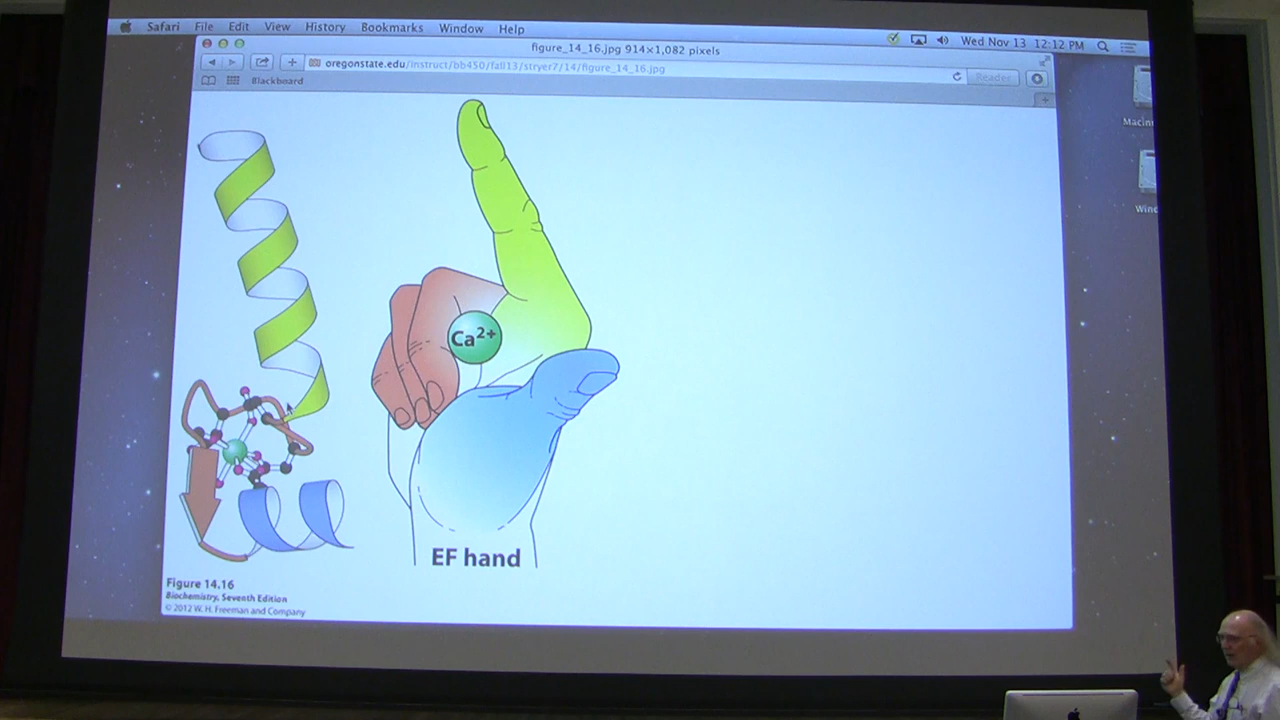 Safari File Edit View History Bookmarks Window Help Wed Nov 13 12:12 PM
figure_14_16.jpg 914×1,082 pixels
oregonstate.edu/instruct/bb450/fall13/stryer7/14/figure_14_16.jpg Reader
Blackboard
Macin
Wind
Ca2+
EF hand
Figure 14.16
Biochemistry, Seventh Edition
© 2012 W. H. Freeman and Company